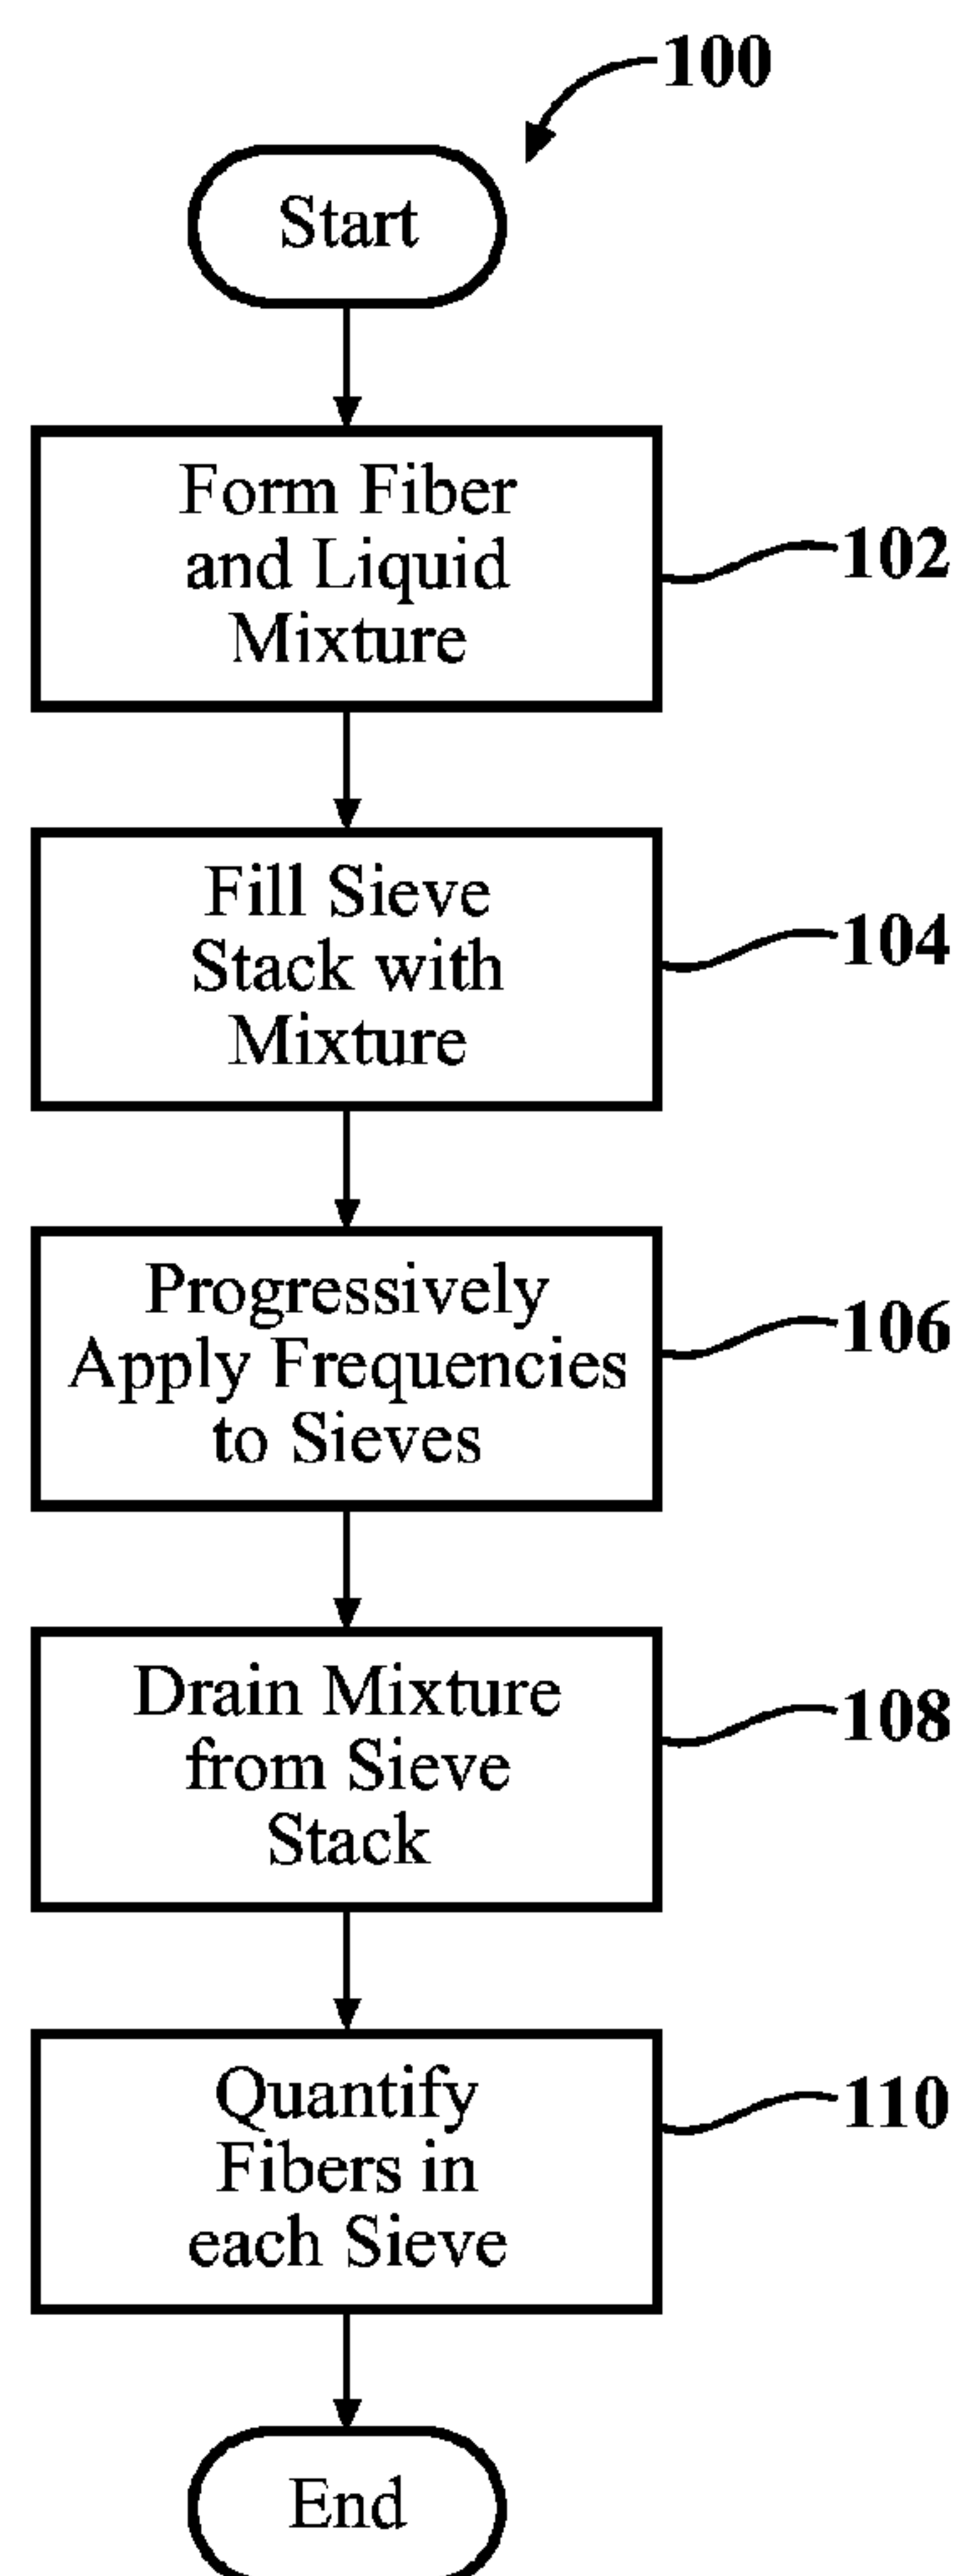 100
Start
Form Fiber
and Liquid
Mixture
102
Fill Sieve
Stack with
Mixture
104
Progressively
Apply Frequencies
to Sieves
106
Drain Mixture
from Sieve
Stack
108
Quantify
Fibers in
each Sieve
110
End